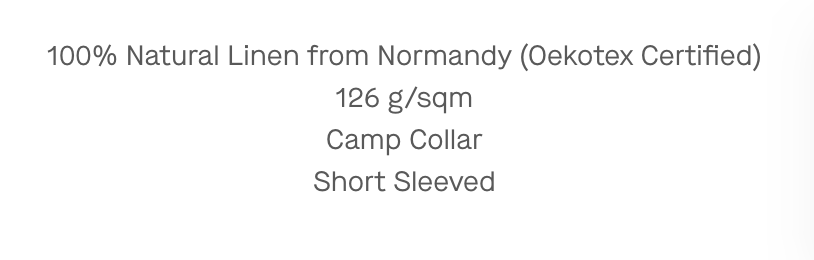 100% Natural Linen from Normandy (Oekotex Certified)
126 g/sqm
Camp Collar
Short Sleeved